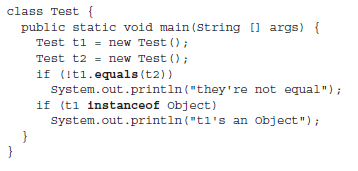 class Test {
  public static void main(String [] args) {
    Test t1 = new Test();
    Test t2 = new Test();
    if (!t1.equals(t2))
      System.out.println("they're not equal");
    if (t1 instanceof Object)
      System.out.println("t1's an Object");
  }
}